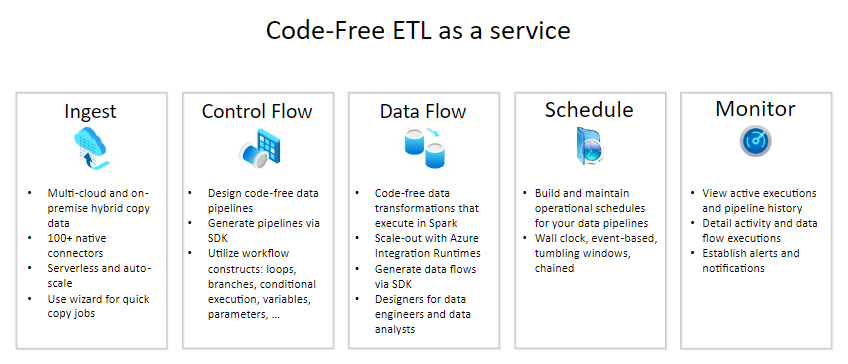 Code-Free ETL as a service
Ingest
• Multi-cloud and on-
premise hybrid copy
data
• 100+ native
connectors
• Serverless and auto-
scale
• Use wizard for quick
copy jobs
Control Flow
• Design code-free data
pipelines
• Generate pipelines via
SDK
• Utilize workflow
constructs: loops,
branches, conditional
execution, variables,
parameters, …
Data Flow
• Code-free data
transformations that
execute in Spark
• Scale-out with Azure
Integration Runtimes
• Generate data flows
via SDK
• Designers for data
engineers and data
analysts
Schedule
• Build and maintain
operational schedules
for your data pipelines
• Wall clock, event-based,
tumbling windows,
chained
Monitor
• View active executions
and pipeline history
• Detail activity and data
flow executions
• Establish alerts and
notifications